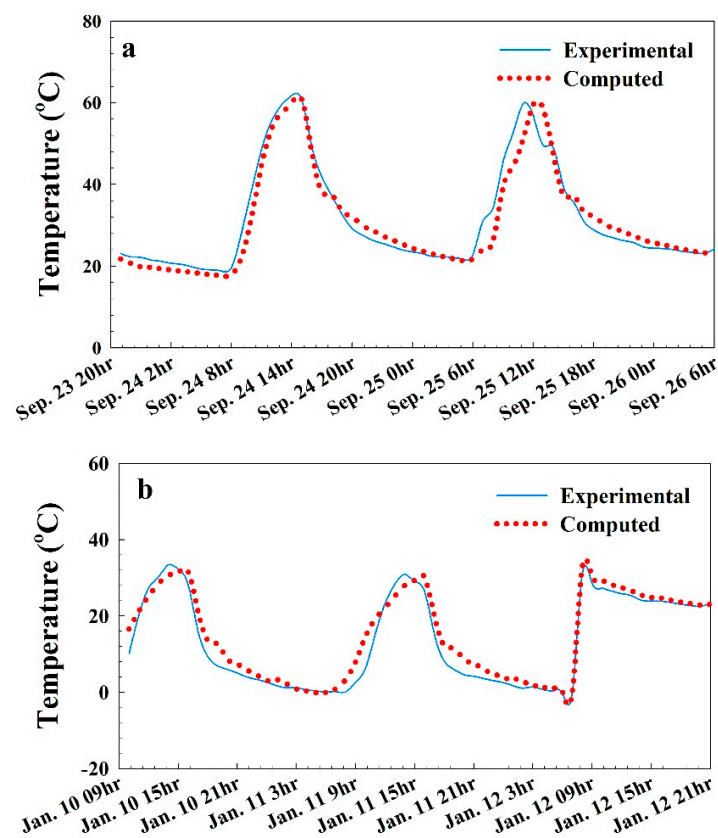 80
a
Experimental
Computed
60
40
20
0
Temperature (°C)
Sep. 23 20hr
Sep. 24 2hr
Sep. 24 8hr
Sep. 24 14hr
Sep. 24 20hr
Sep. 25 0hr
Sep. 25 6hr
Sep. 25 12hr
Sep. 25 18hr
Sep. 26 0hr
Sep. 26 6hr
60
b
Experimental
Computed
40
20
0
-20
Temperature (°C)
Jan. 10 09hr
Jan. 10 15hr
Jan. 10 21hr
Jan. 11 3hr
Jan. 11 9hr
Jan. 11 15hr
Jan. 11 21hr
Jan. 12 3hr
Jan. 12 09hr
Jan. 12 15hr
Jan. 12 21hr